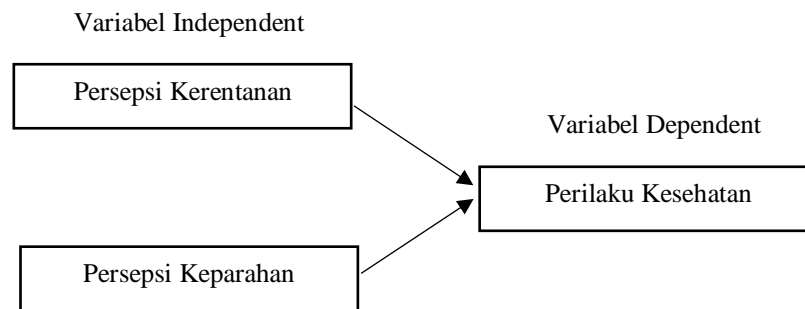 Variabel Independent
Persepsi Kerentanan
Variabel Dependent
Perilaku Kesehatan
Persepsi Keparahan